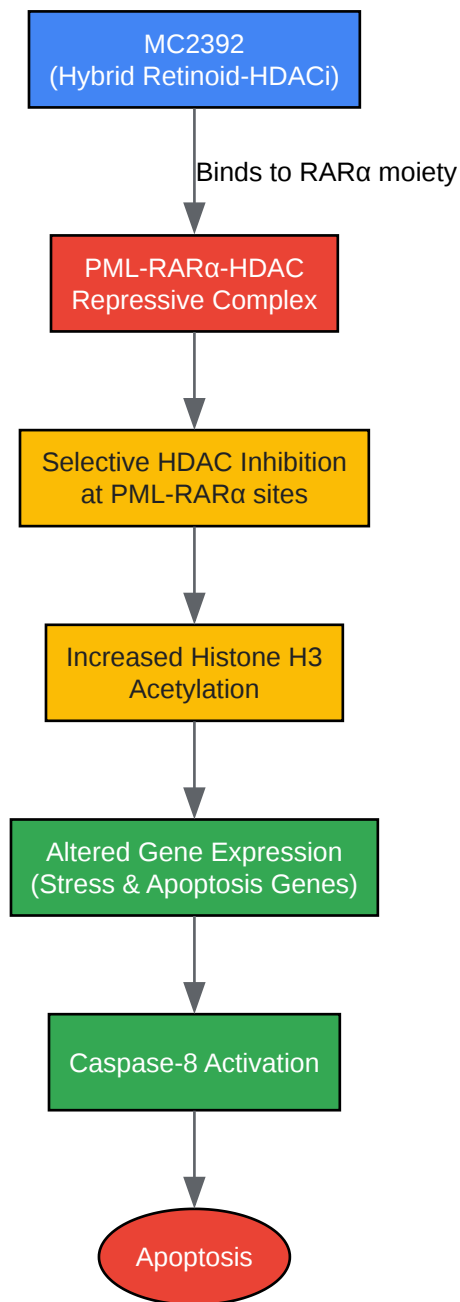 MC2392
(Hybrid Retinoid-HDACi)
Binds to RARα moiety
PML-RARα-HDAC
Repressive Complex
Selective HDAC Inhibition
at PML-RARα sites
Increased Histone H3
Acetylation
Altered Gene Expression
(Stress & Apoptosis Genes)
Caspase-8 Activation
Apoptosis